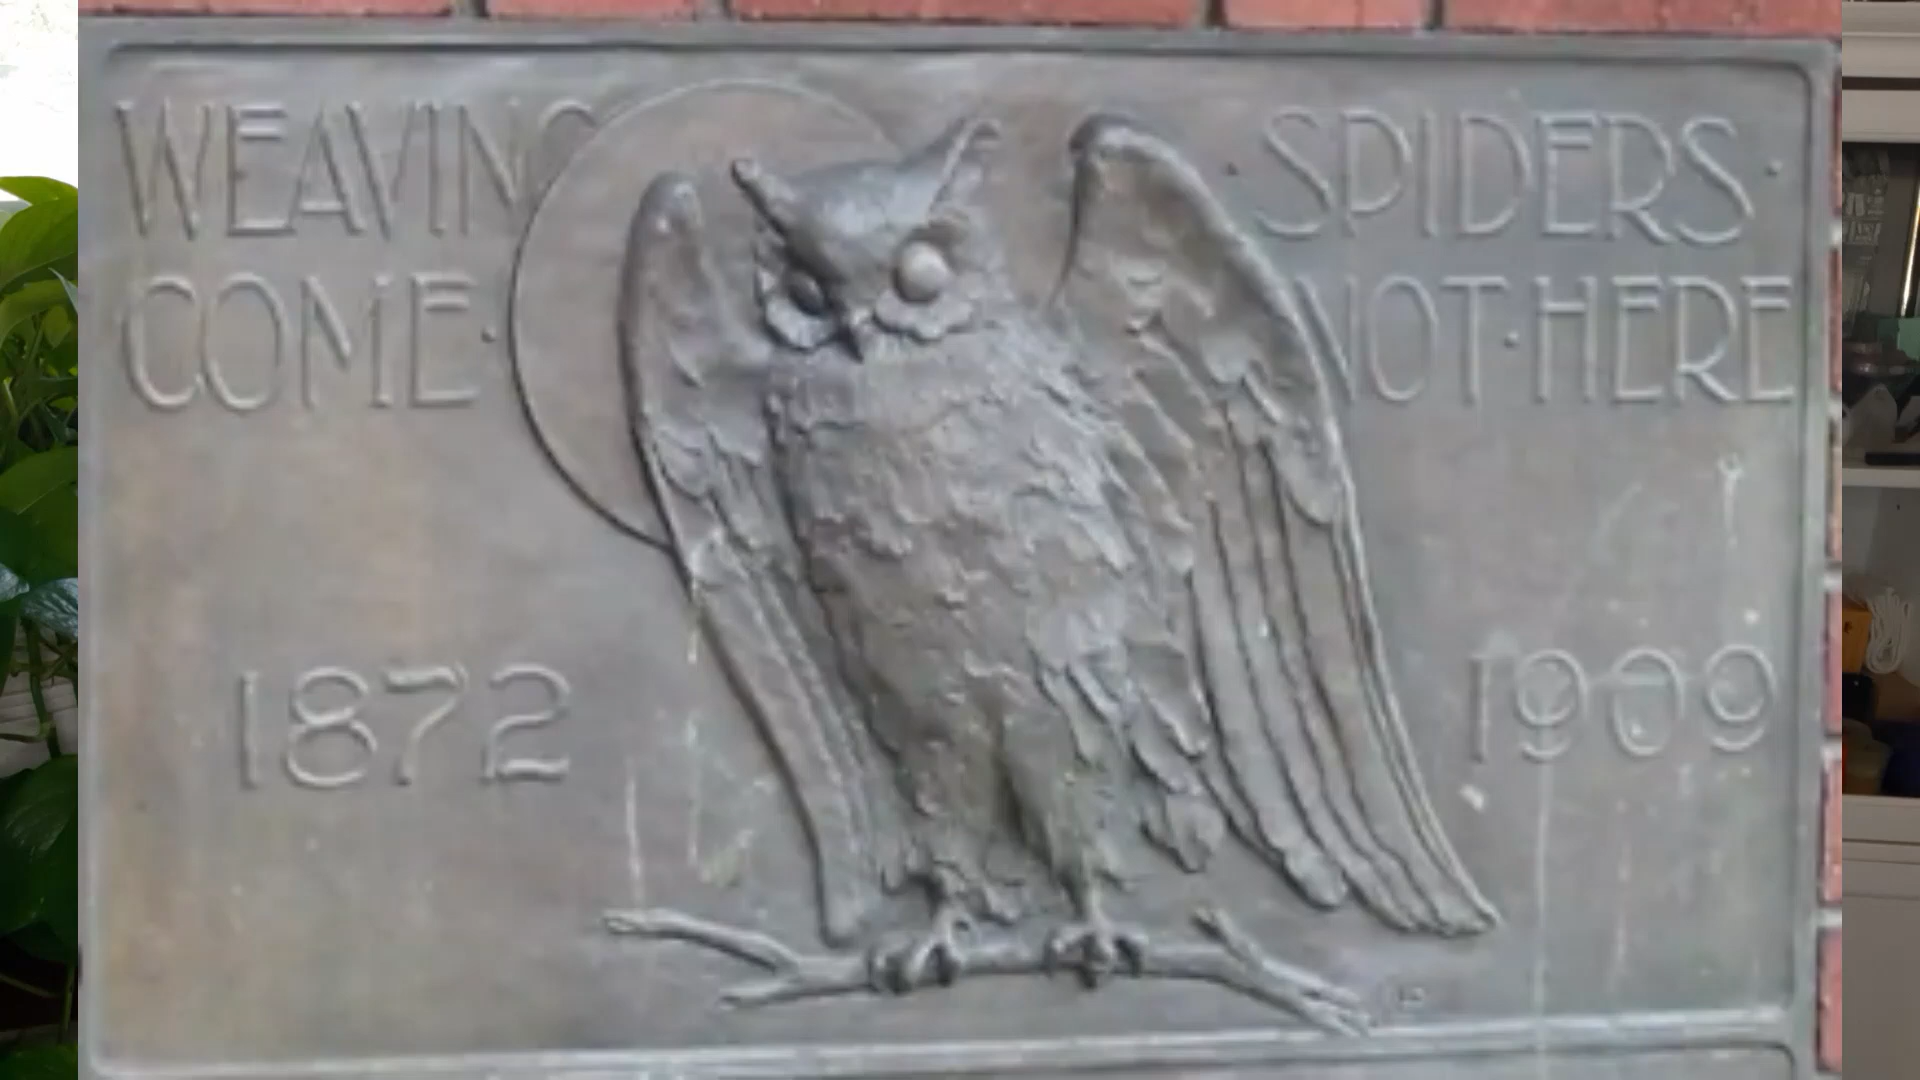 WEAVING · SPIDERS ·
COME · NOT · HERE
1872 1909